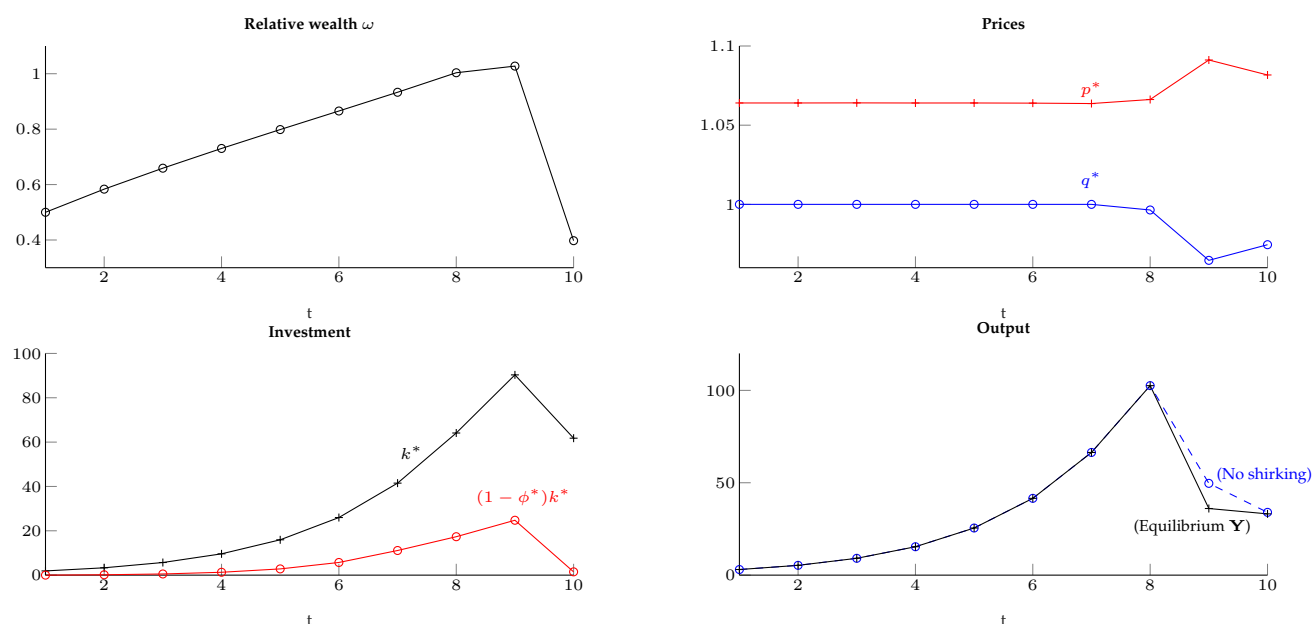 Relative wealth ω
1
0.8
0.6
0.4
2 4 6 8 10
t
Prices
1.1
1.05
1
p*
q*
2 4 6 8 10
t
Investment
100
80
60
40
20
0
k*
(1 − ϕ*)k*
2 4 6 8 10
t
Output
100
50
0
(No shirking)
(Equilibrium Y)
2 4 6 8 10
t